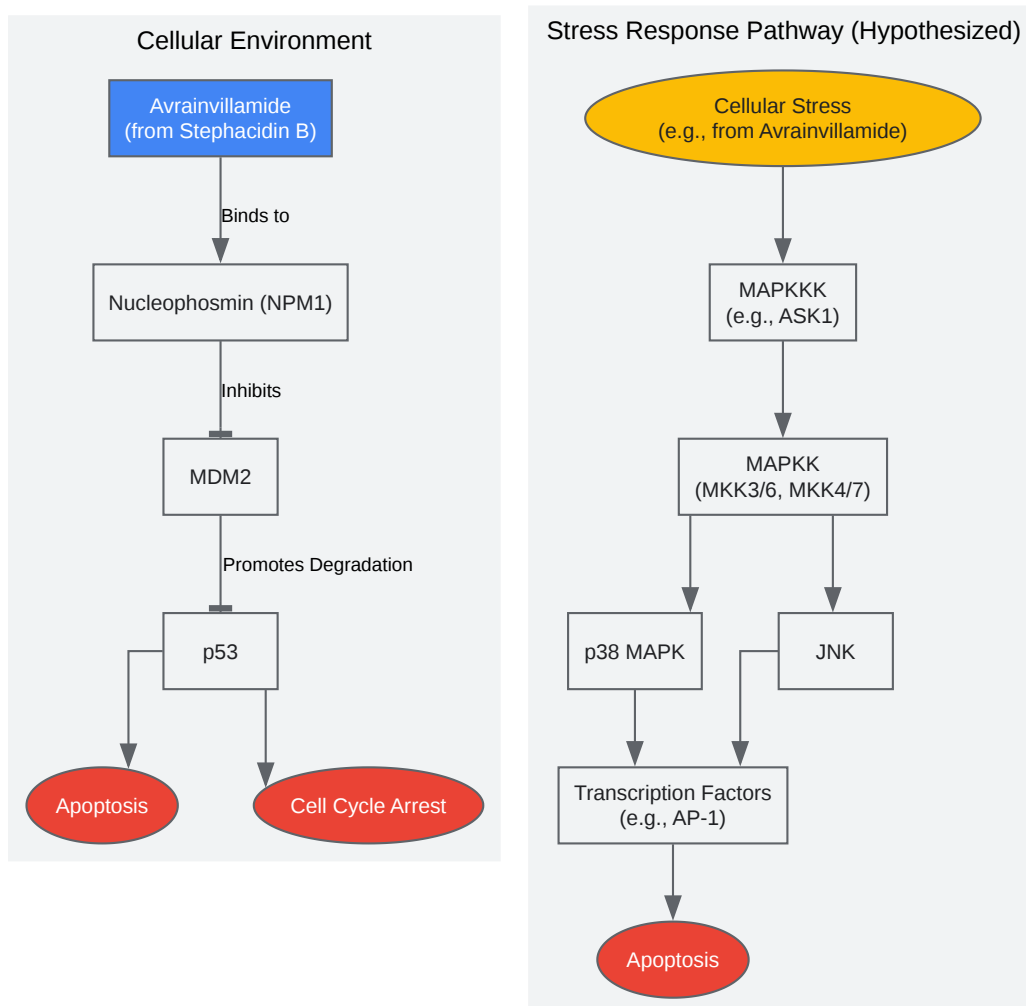 Cellular Environment
Avrainvillamide
(from Stephacidin B)
Binds to
Nucleophosmin (NPM1)
Inhibits
MDM2
Promotes Degradation
p53
Apoptosis
Cell Cycle Arrest
Stress Response Pathway (Hypothesized)
Cellular Stress
(e.g., from Avrainvillamide)
MAPKKK
(e.g., ASK1)
MAPKK
(MKK3/6, MKK4/7)
p38 MAPK
JNK
Transcription Factors
(e.g., AP-1)
Apoptosis